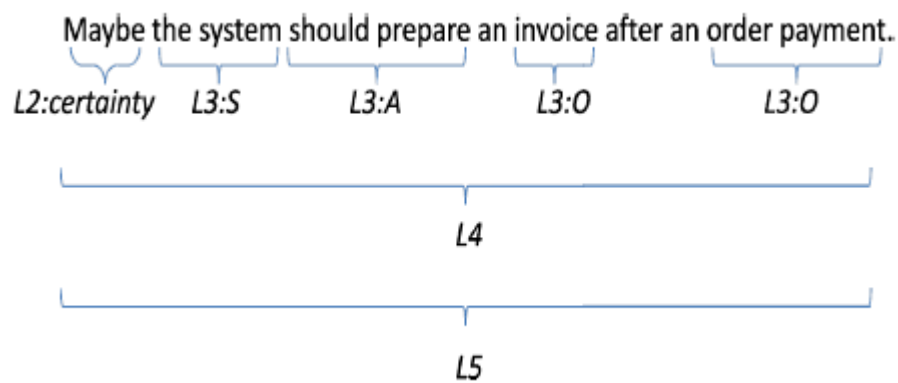 Maybe the system should prepare an invoice after an order payment.
L2:certainty L3:S L3:A L3:O L3:O
L4
L5